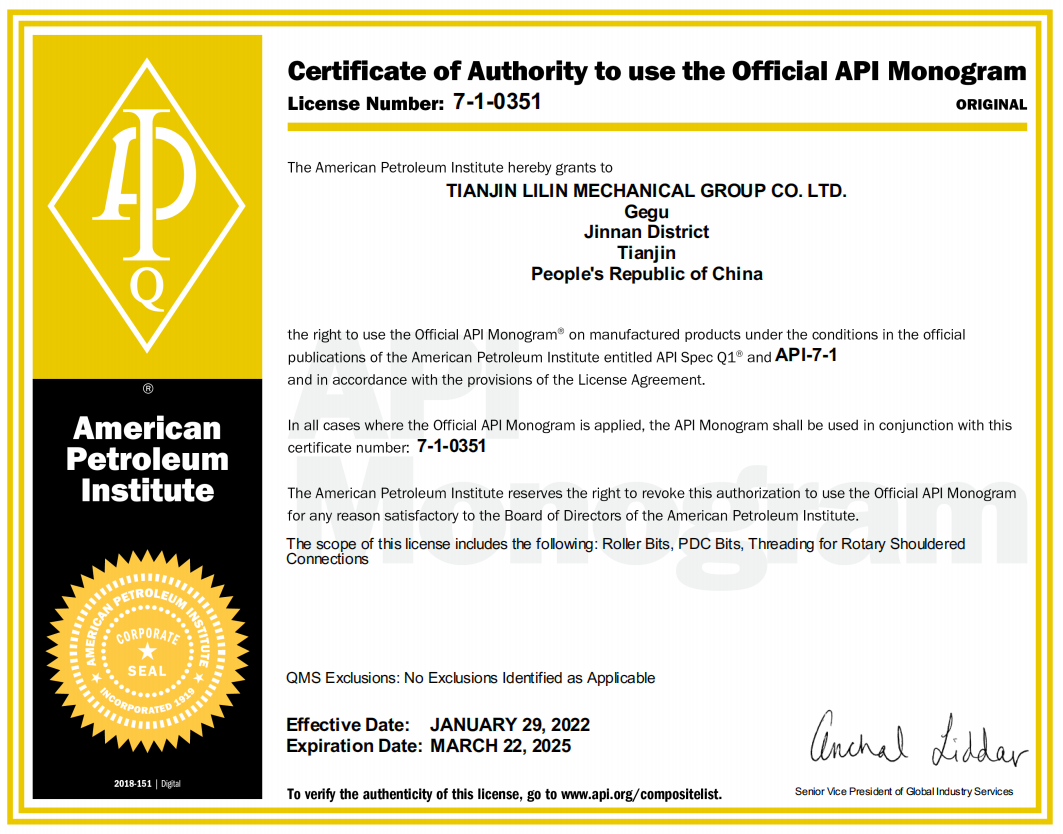 Certificate of Authority to use the Official API Monogram
License Number: 7-1-0351
ORIGINAL
The American Petroleum Institute hereby grants to
TIANJIN LILIN MECHANICAL GROUP CO. LTD.
Gegu
Jinnan District
Tianjin
People's Republic of China
the right to use the Official API Monogram® on manufactured products under the conditions in the official
publications of the American Petroleum Institute entitled API Spec Q1® and API-7-1
and in accordance with the provisions of the License Agreement.
In all cases where the Official API Monogram is applied, the API Monogram shall be used in conjunction with this
certificate number: 7-1-0351
The American Petroleum Institute reserves the right to revoke this authorization to use the Official API Monogram
for any reason satisfactory to the Board of Directors of the American Petroleum Institute.
The scope of this license includes the following: Roller Bits, PDC Bits, Threading for Rotary Shouldered
Connections
QMS Exclusions: No Exclusions Identified as Applicable
Effective Date: JANUARY 29, 2022
Expiration Date: MARCH 22, 2025
To verify the authenticity of this license, go to www.api.org/compositelist.
Anchal Liddar
Senior Vice President of Global Industry Services
API
Monogram
API
Q
®
American
Petroleum
Institute
AMERICAN PETROLEUM INSTITUTE
CORPORATE
SEAL
INCORPORATED 1919
2018-151 | Digital